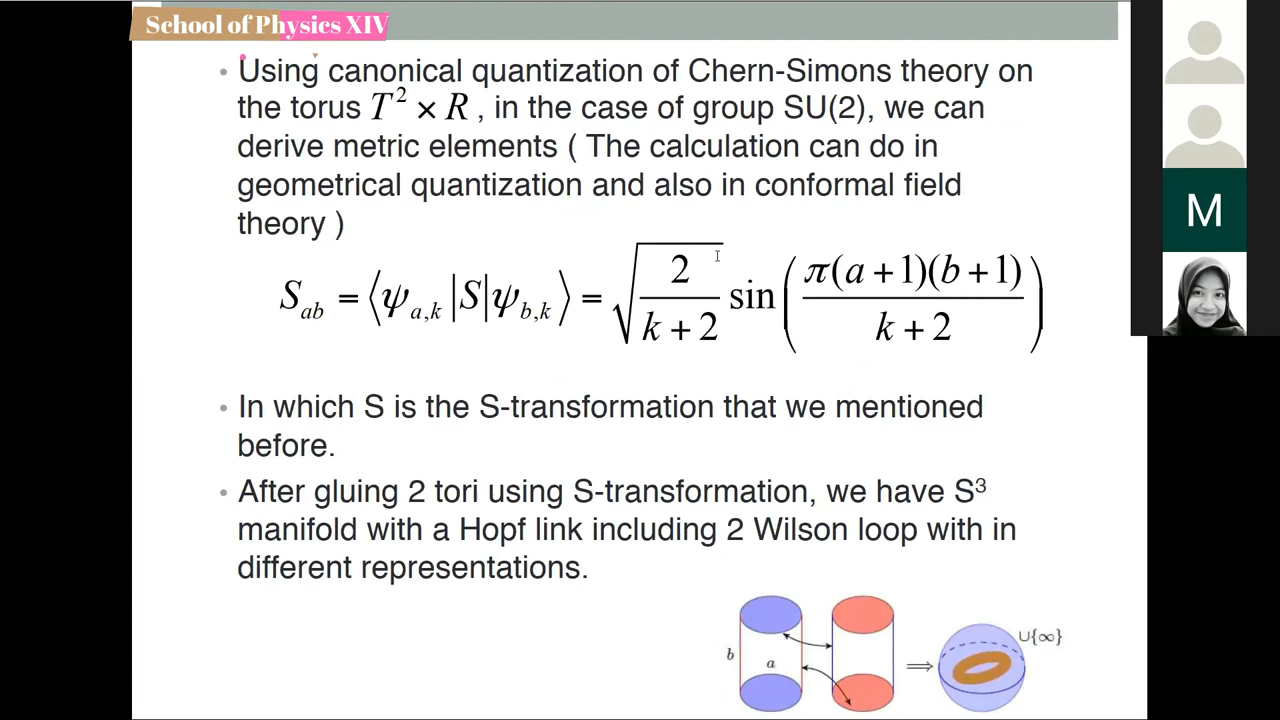 School of Physics XIV
• Using canonical quantization of Chern-Simons theory on
the torus T² × R , in the case of group SU(2), we can
derive metric elements ( The calculation can do in
geometrical quantization and also in conformal field
theory )
S_ab = ⟨ψ_a,k |S|ψ_b,k⟩ = √(2/(k + 2)) sin(π(a + 1)(b + 1)/(k + 2))
M
• In which S is the S-transformation that we mentioned
before.
• After gluing 2 tori using S-transformation, we have S³
manifold with a Hopf link including 2 Wilson loop with in
different representations.
b
a
⟹
∪{∞}